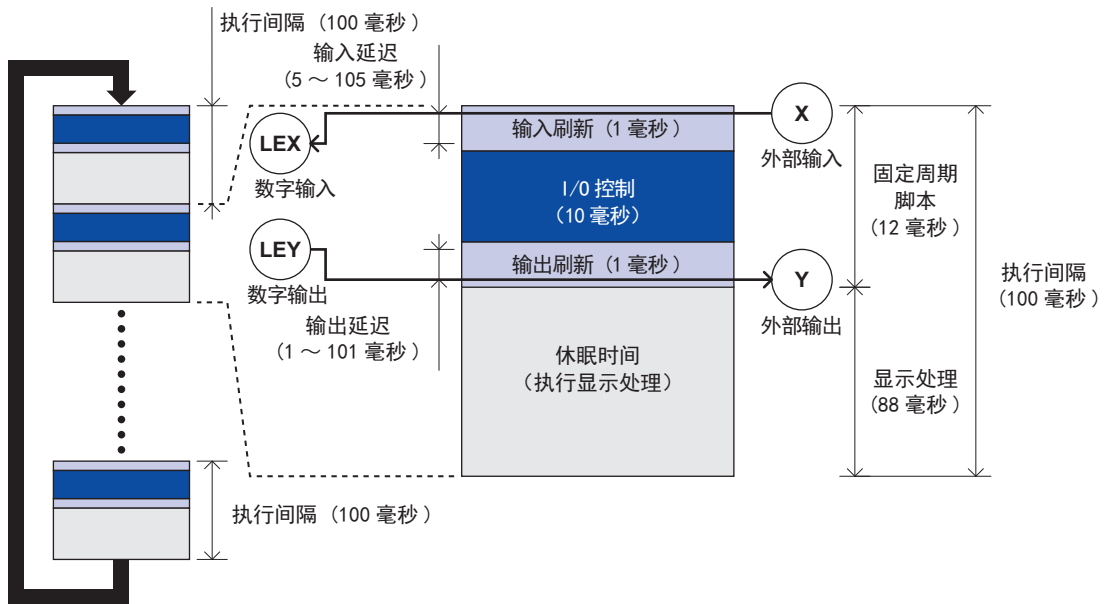 执行间隔 (100 毫秒)
输入延迟
(5 ~ 105 毫秒)
LEX
数字输入
输入刷新 (1 毫秒)
X
外部输入
I/O 控制
(10 毫秒)
固定周期
脚本
(12 毫秒)
LEY
数字输出
输出刷新 (1 毫秒)
Y
外部输出
执行间隔
(100 毫秒)
输出延迟
(1 ~ 101 毫秒)
休眠时间
(执行显示处理)
显示处理
(88 毫秒)
执行间隔 (100 毫秒)